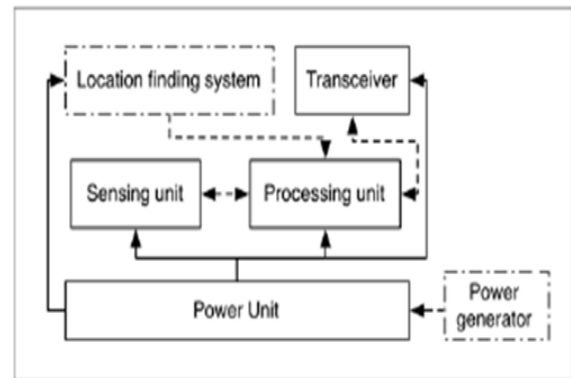 Location finding system
Transceiver
Sensing unit
Processing unit
Power Unit
Power
generator